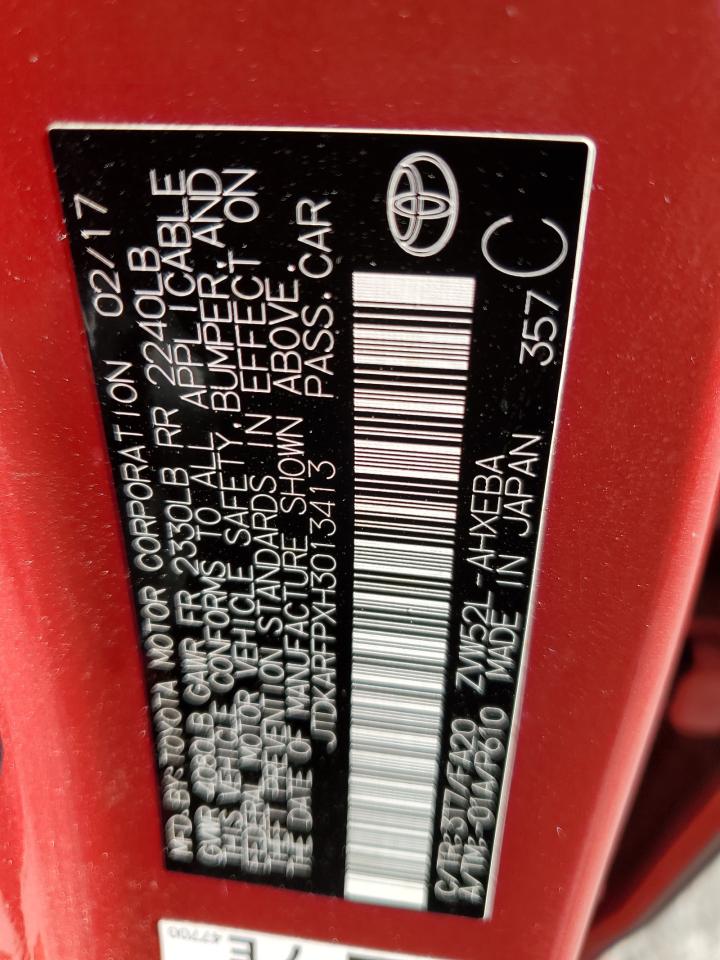 MFD. BY: TOYOTA MOTOR CORPORATION 02/17
GVWR 4080LB GAWR FR 2330LB RR 2240LB
THIS VEHICLE CONFORMS TO ALL APPLICABLE
FEDERAL MOTOR VEHICLE SAFETY, BUMPER, AND
THEFT PREVENTION STANDARDS IN EFFECT ON
THE DATE OF MANUFACTURE SHOWN ABOVE.
JTDKARFPXH3013413 PASS. CAR
C/TR: 3T7/FA20 ZVW52L-AHXEBA 357 C
A/TM: -01A/P610 MADE IN JAPAN
47700